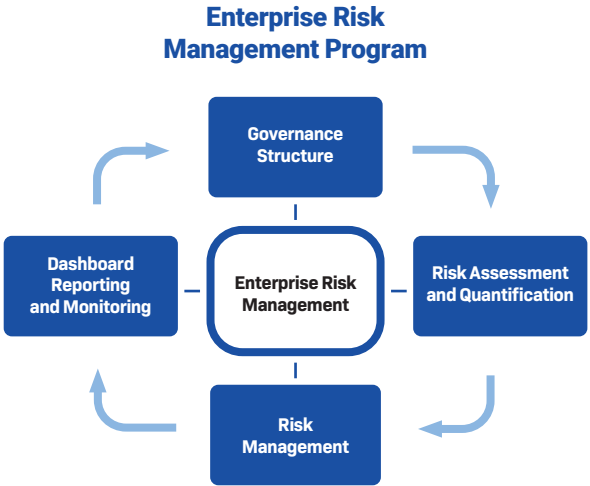 Enterprise Risk
Management Program
Governance
Structure
Dashboard
Reporting
and Monitoring
Enterprise Risk
Management
Risk Assessment
and Quantification
Risk
Management